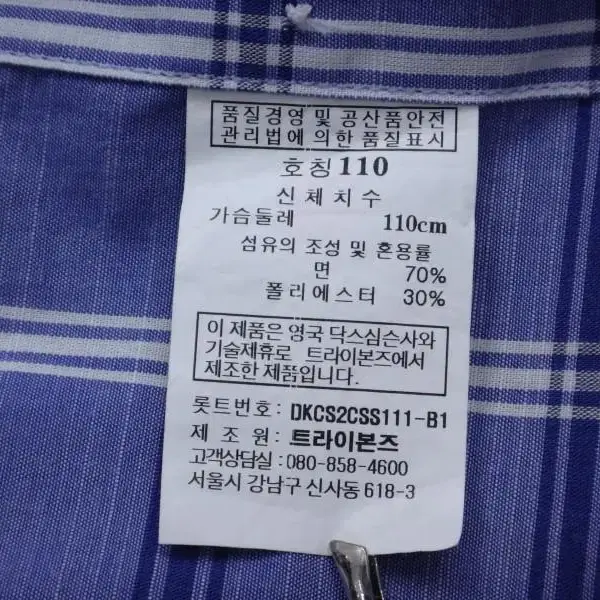 품질경영 및 공산품안전
관리법에 의한 품질표시
호칭 110
신체치수
가슴둘레 110cm
섬유의 조성 및 혼용률
면 70%
폴리에스터 30%
이 제품은 영국 닥스심슨사와
기술제휴로 트라이본즈에서
제조한 제품입니다.
롯트번호: DKCS2CSS111-B1
제 조 원: 트라이본즈
고객상담실: 080-858-4600
서울시 강남구 신사동 618-3